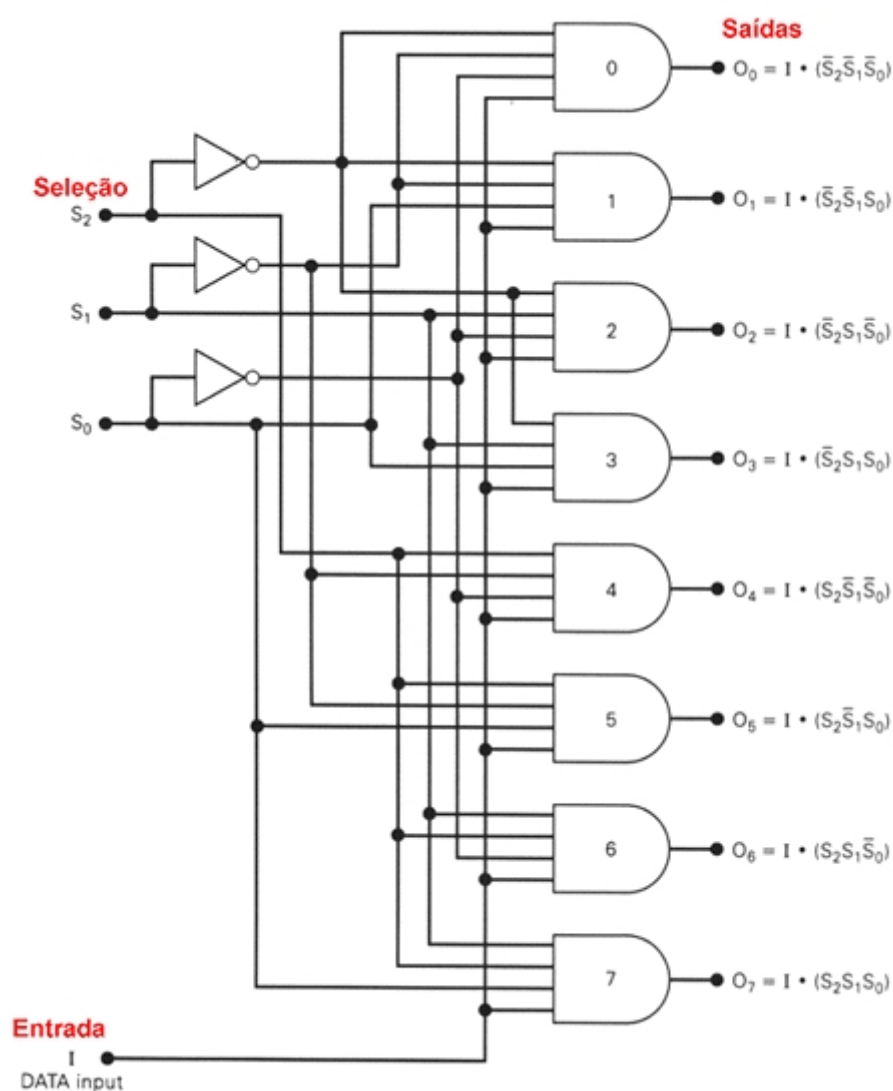 Saídas
0
O₀ = I • (S̅₂S̅₁S̅₀)
1
O₁ = I • (S̅₂S̅₁S₀)
Seleção
S₂
S₁
2
O₂ = I • (S̅₂S₁S̅₀)
S₀
3
O₃ = I • (S̅₂S₁S₀)
4
O₄ = I • (S₂S̅₁S̅₀)
5
O₅ = I • (S₂S̅₁S₀)
6
O₆ = I • (S₂S₁S̅₀)
7
O₇ = I • (S₂S₁S₀)
Entrada
I
DATA input